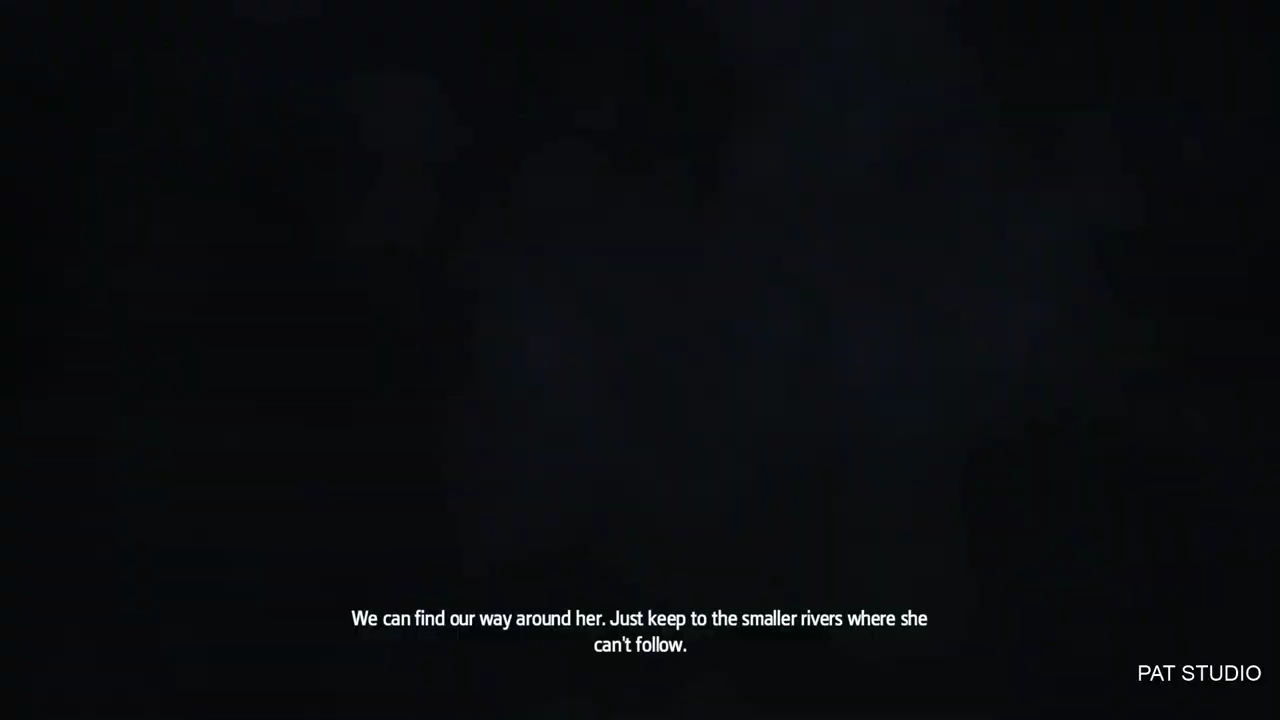 We can find our way around her. Just keep to the smaller rivers where she
can't follow.
PAT STUDIO